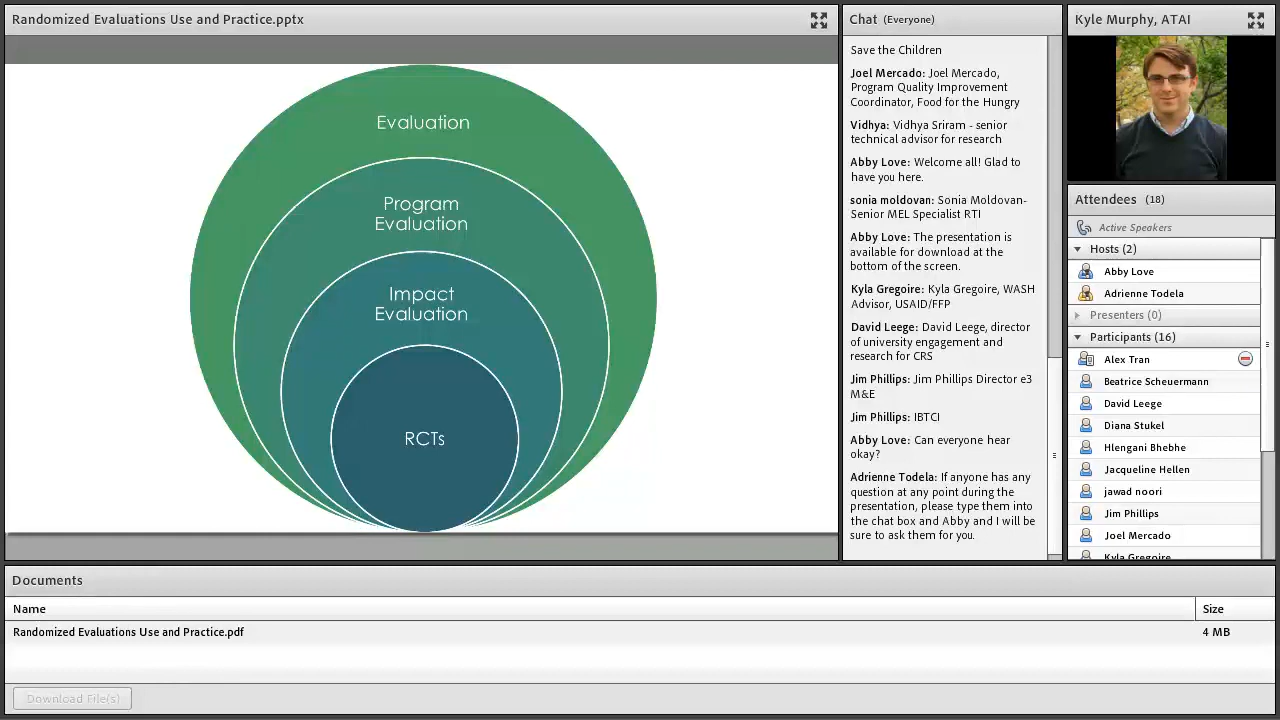 Randomized Evaluations Use and Practice.pptx
Evaluation
Program
Evaluation
Impact
Evaluation
RCTs
Chat (Everyone)
Save the Children
Joel Mercado: Joel Mercado,
Program Quality Improvement
Coordinator, Food for the Hungry
Vidhya: Vidhya Sriram - senior
technical advisor for research
Abby Love: Welcome all! Glad to
have you here.
sonia moldovan: Sonia Moldovan-
Senior MEL Specialist RTI
Abby Love: The presentation is
available for download at the
bottom of the screen.
Kyla Gregoire: Kyla Gregoire, WASH
Advisor, USAID/FFP
David Leege: David Leege, director
of university engagement and
research for CRS
Jim Phillips: Jim Phillips Director e3
M&E
Jim Phillips: IBTCI
Abby Love: Can everyone hear
okay?
Adrienne Todela: If anyone has any
question at any point during the
presentation, please type them into
the chat box and Abby and I will be
sure to ask them for you.
Kyle Murphy, ATAI
Attendees (18)
Active Speakers
Hosts (2)
Abby Love
Adrienne Todela
Presenters (0)
Participants (16)
Alex Tran
Beatrice Scheuermann
David Leege
Diana Stukel
Hlengani Bhebhe
Jacqueline Hellen
jawad noori
Jim Phillips
Joel Mercado
Kyla Gregoire
Documents
Name
Size
Randomized Evaluations Use and Practice.pdf
4 MB
Download File(s)